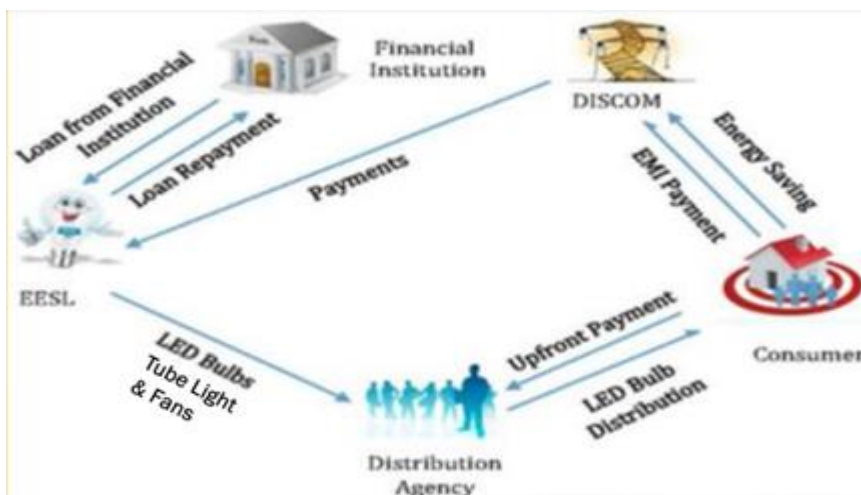 Financial
Institution
DISCOM
Loan from Financial
Institution
Loan Repayment
Payments
Energy Saving
EMI Payment
EESL
LED Bulbs
Tube Light
& Fans
Upfront Payment
LED Bulb
Distribution
Consumer
Distribution
Agency